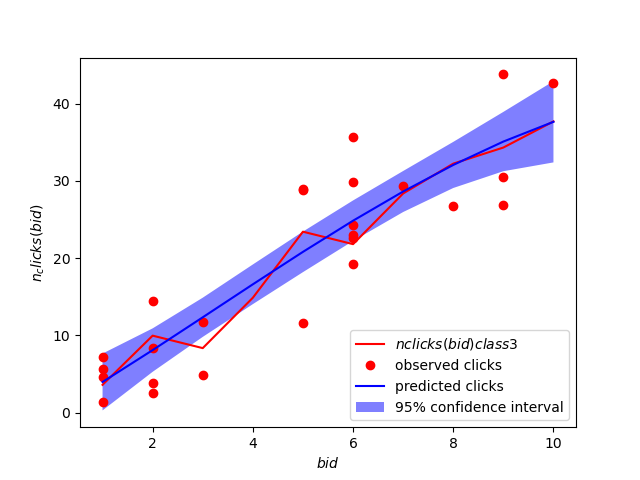 40
30
20
10
0
n_clicks(bid)
2
4
6
8
10
bid
nclicks(bid)class3
observed clicks
predicted clicks
95% confidence interval